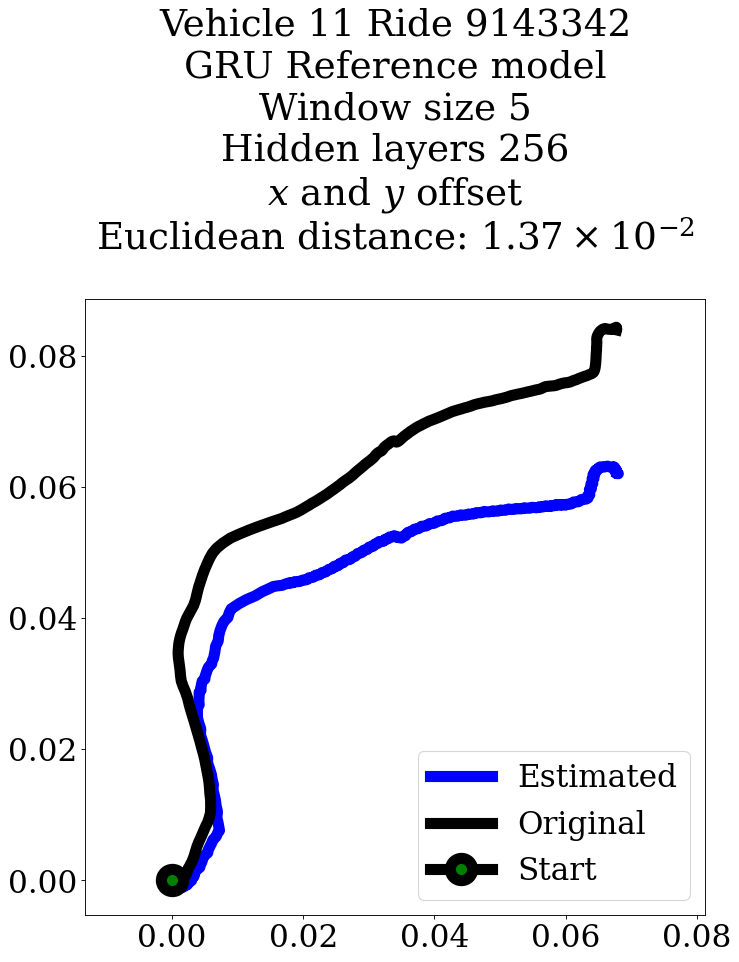 Vehicle 11 Ride 9143342
GRU Reference model
Window size 5
Hidden layers 256
x and y offset
Euclidean distance: 1.37 × 10⁻²
0.08
0.06
0.04
0.02
0.00
Estimated
Original
Start
0.00 0.02 0.04 0.06 0.08